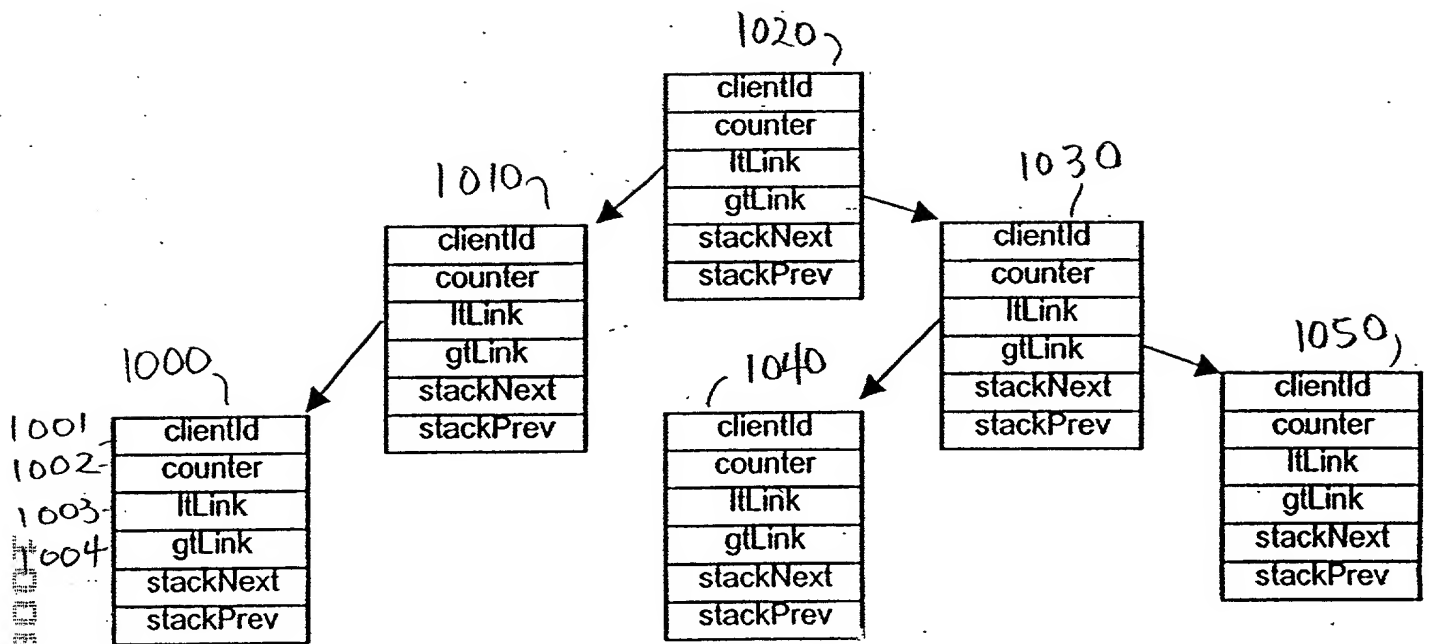 1020
clientId
counter
ltLink
gtLink
stackNext
stackPrev
1010
clientId
counter
ltLink
gtLink
stackNext
stackPrev
1030
clientId
counter
ltLink
gtLink
stackNext
stackPrev
1000
1001
clientId
1002
counter
1003
ltLink
1004
gtLink
stackNext
stackPrev
1040
clientId
counter
ltLink
gtLink
stackNext
stackPrev
1050
clientId
counter
ltLink
gtLink
stackNext
stackPrev